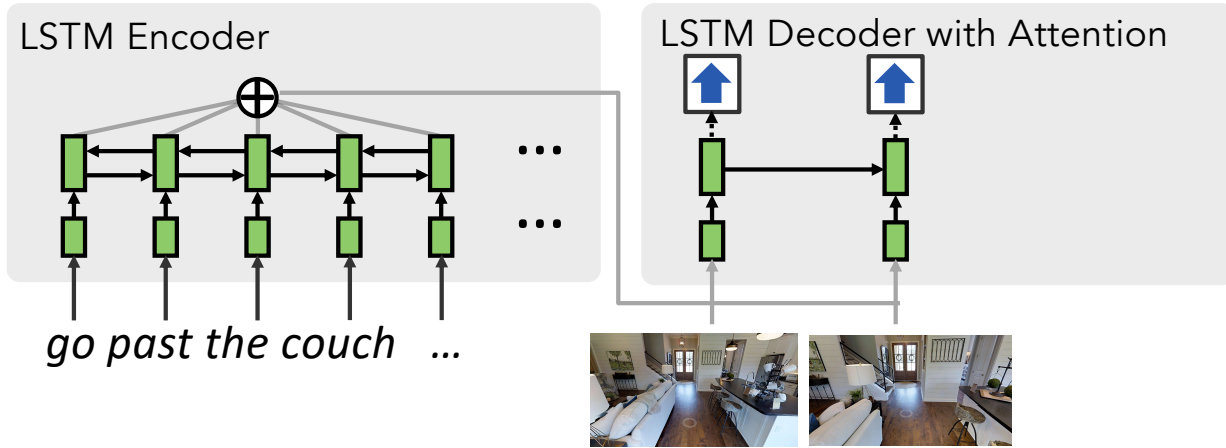 LSTM Encoder
LSTM Decoder with Attention
...
...
go past the couch ...